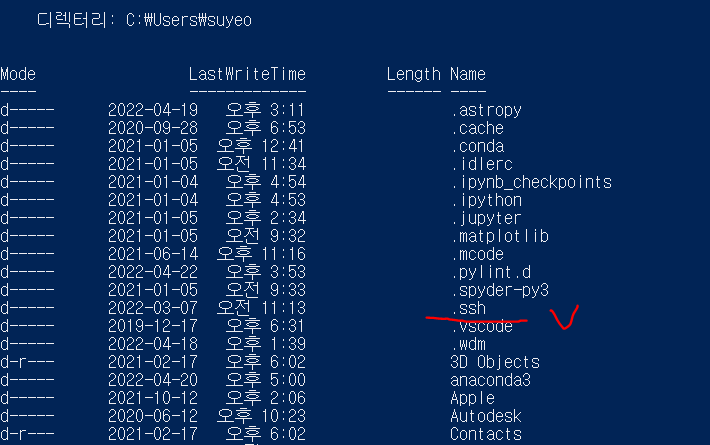 디렉터리: C:₩Users₩suyeo
Mode LastWriteTime Length Name
---- ------------- ------ ----
d----- 2022-04-19 오후 3:11 .astropy
d----- 2020-09-28 오후 6:53 .cache
d----- 2021-01-05 오후 12:41 .conda
d----- 2021-01-05 오전 11:34 .idlerc
d----- 2021-01-04 오후 4:54 .ipynb_checkpoints
d----- 2021-01-04 오후 4:53 .ipython
d----- 2021-01-05 오후 2:34 .jupyter
d----- 2021-01-05 오전 9:32 .matplotlib
d----- 2021-06-14 오후 11:16 .mcode
d----- 2022-04-22 오후 3:53 .pylint.d
d----- 2021-01-05 오전 9:33 .spyder-py3
d----- 2022-03-07 오전 11:13 .ssh
d----- 2019-12-17 오후 6:31 .vscode
d----- 2022-04-18 오후 1:39 .wdm
d-r--- 2021-02-17 오후 6:02 3D Objects
d----- 2022-04-20 오후 5:00 anaconda3
d----- 2021-10-12 오후 2:06 Apple
d----- 2020-06-12 오후 10:23 Autodesk
d-r--- 2021-02-17 오후 6:02 Contacts